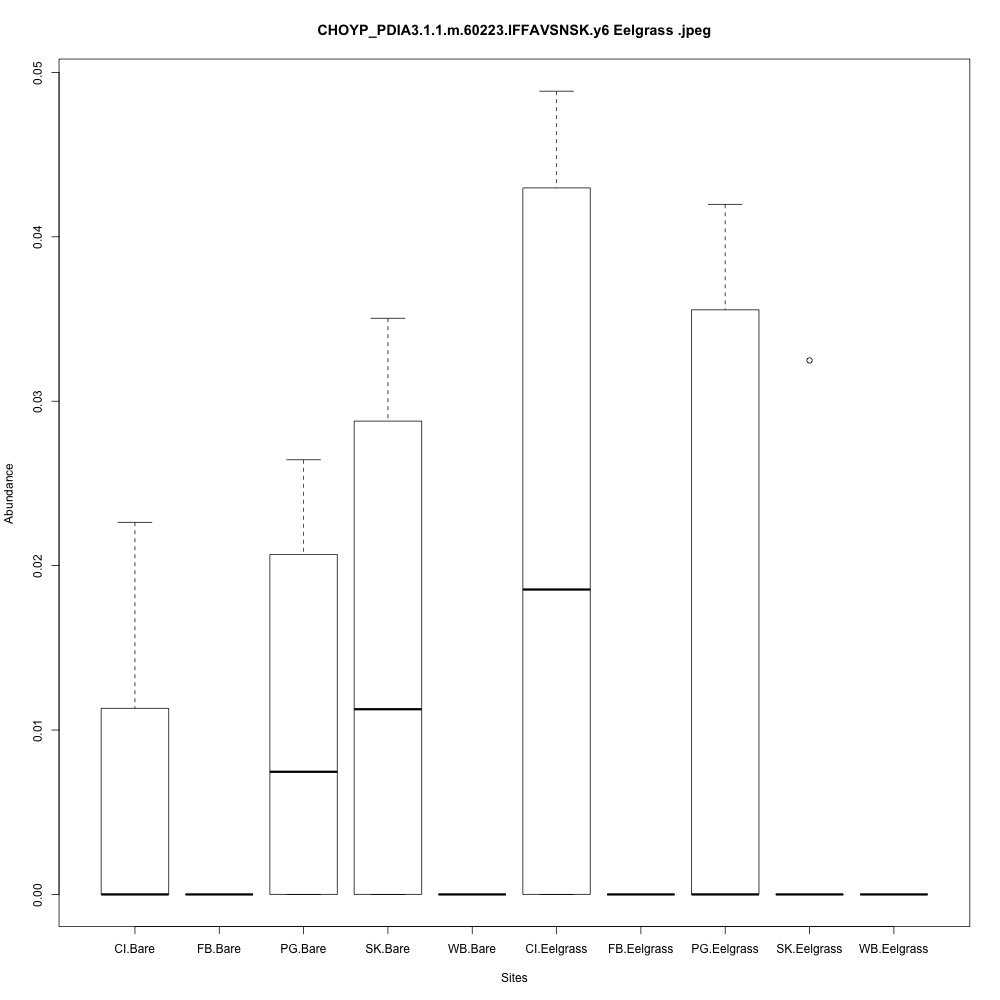 CHOYP_PDIA3.1.1.m.60223.IFFAVSNSK.y6 Eelgrass .jpeg
0.05
0.04
0.03
0.02
0.01
0.00
Abundance
CI.Bare FB.Bare PG.Bare SK.Bare WB.Bare CI.Eelgrass FB.Eelgrass PG.Eelgrass SK.Eelgrass WB.Eelgrass
Sites